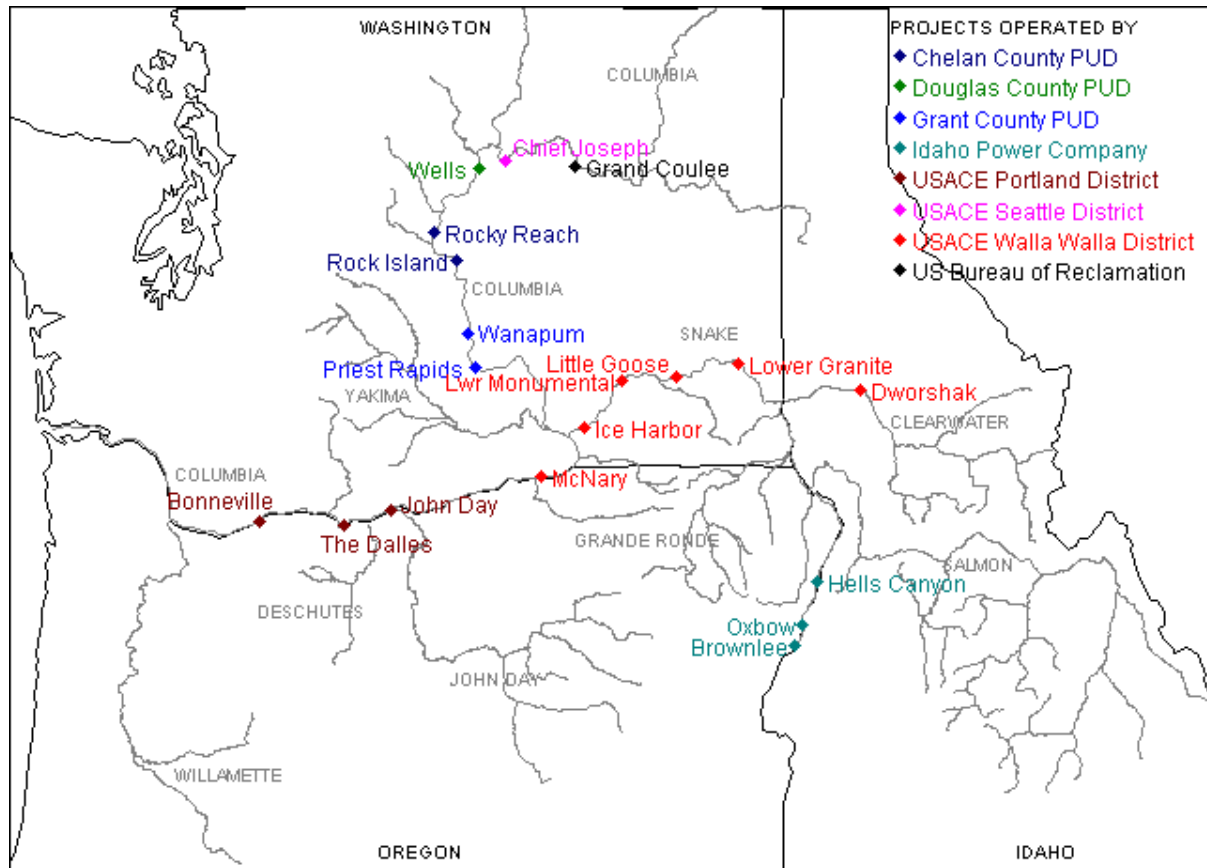 WASHINGTON
PROJECTS OPERATED BY
Chelan County PUD
Douglas County PUD
Grant County PUD
Idaho Power Company
USACE Portland District
USACE Seattle District
USACE Walla Walla District
US Bureau of Reclamation
COLUMBIA
Chief Joseph
Wells
Grand Coulee
Rocky Reach
Rock Island
COLUMBIA
Wanapum
SNAKE
Priest Rapids
Little Goose
Lower Granite
Lwr Monumental
Dworshak
YAKIMA
CLEARWATER
Ice Harbor
COLUMBIA
McNary
Bonneville
John Day
The Dalles
GRANDE RONDE
SALMON
Hells Canyon
DESCHUTES
Oxbow
Brownlee
JOHN DAY
WILLAMETTE
OREGON
IDAHO